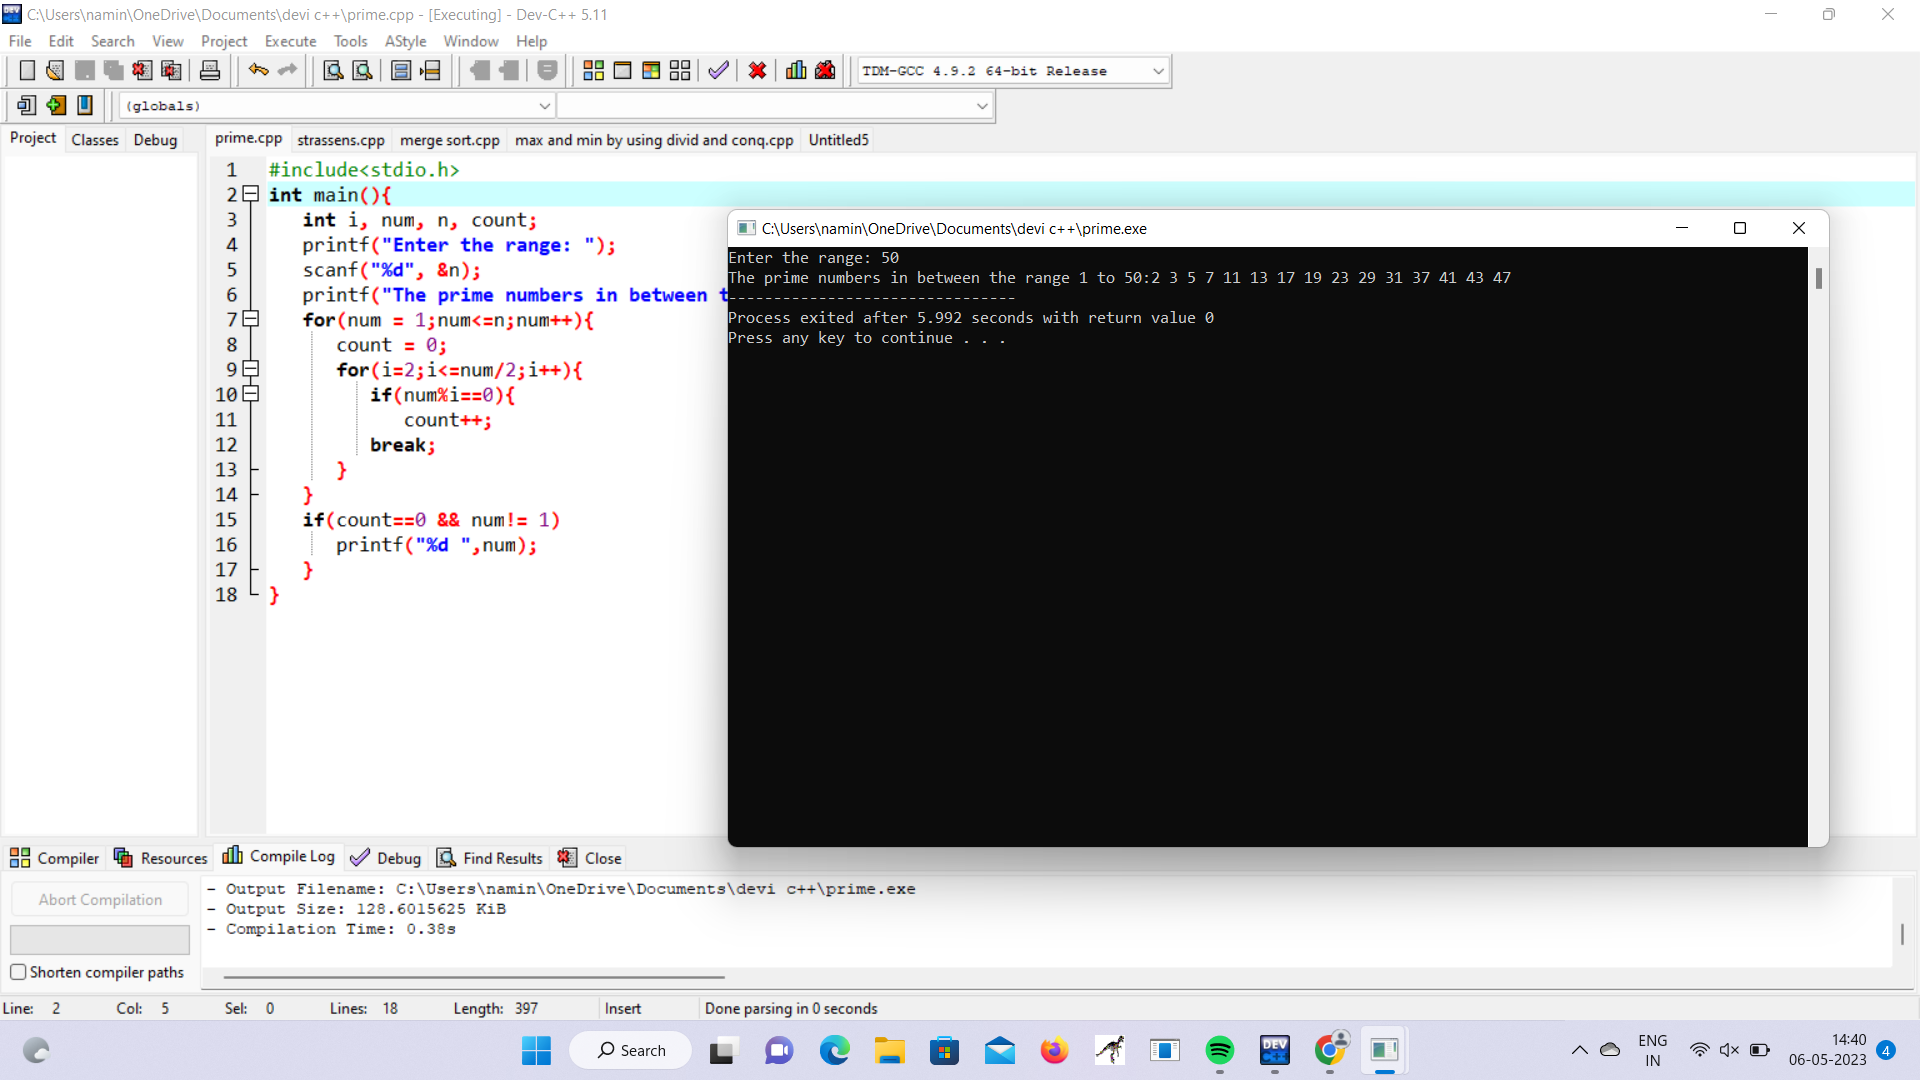 C:\Users\namin\OneDrive\Documents\devi c++\prime.cpp - [Executing] - Dev-C++ 5.11
File Edit Search View Project Execute Tools AStyle Window Help
TDM-GCC 4.9.2 64-bit Release
(globals)
Project Classes Debug
prime.cpp strassens.cpp merge sort.cpp max and min by using divid and conq.cpp Untitled5
1 #include<stdio.h>
2 int main(){
3 int i, num, n, count;
4 printf("Enter the range: ");
5 scanf("%d", &n);
6 printf("The prime numbers in between t
7 for(num = 1;num<=n;num++){
8 count = 0;
9 for(i=2;i<=num/2;i++){
10 if(num%i==0){
11 count++;
12 break;
13 }
14 }
15 if(count==0 && num!= 1)
16 printf("%d ",num);
17 }
18 }
C:\Users\namin\OneDrive\Documents\devi c++\prime.exe
Enter the range: 50
The prime numbers in between the range 1 to 50:2 3 5 7 11 13 17 19 23 29 31 37 41 43 47
--------------------------------
Process exited after 5.992 seconds with return value 0
Press any key to continue . . .
Compiler Resources Compile Log Debug Find Results Close
Abort Compilation
Shorten compiler paths
- Output Filename: C:\Users\namin\OneDrive\Documents\devi c++\prime.exe
- Output Size: 128.6015625 KiB
- Compilation Time: 0.38s
Line: 2 Col: 5 Sel: 0 Lines: 18 Length: 397 Insert Done parsing in 0 seconds
Search
DEV C++
ENG
IN
14:40
06-05-2023
4